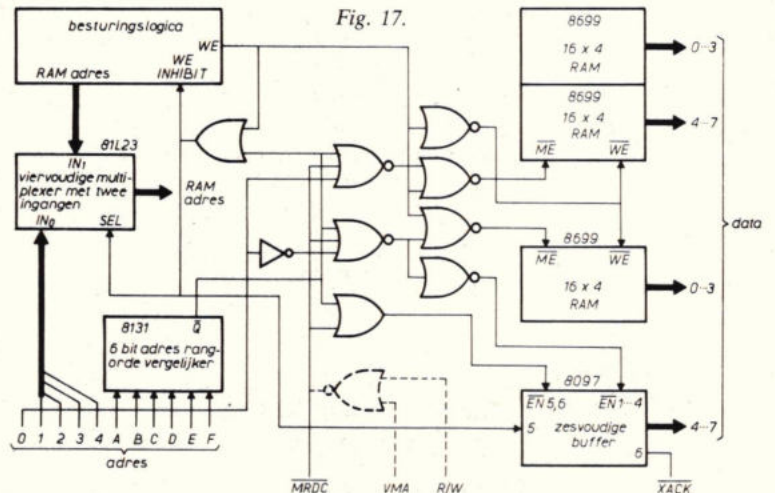 Fig. 17.
besturingslogica
WE
WE
INHIBIT
RAM adres
81L23
IN1
viervoudige multi-
plexer met twee
ingangen
IN0
SEL
RAM
adres
8131
Q
6 bit adres rang-
orde vergelijker
0 1 2 3 4 A B C D E F
adres
MRDC
VMA
R/W
8699
16 x 4
RAM
0...3
8699
16 x 4
RAM
4...7
ME
WE
8699
ME
WE
16 x 4
RAM
0...3
data
8097
EN 5,6
EN 1...4
5
zesvoudige
buffer
6
4...7
XACK